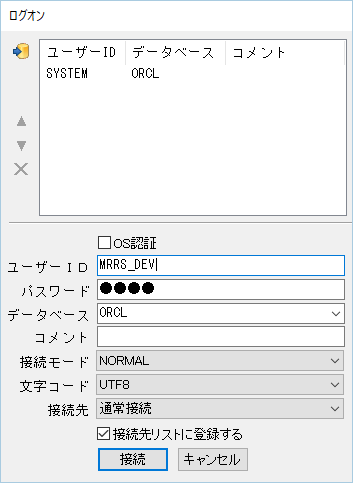 ログオン
ユーザーID データベース コメント
SYSTEM ORCL
OS認証
ユーザーＩＤ MRRS_DEV
パスワード ●●●●
データベース ORCL
コメント
接続モード NORMAL
文字コード UTF8
接続先 通常接続
接続先リストに登録する
接続 キャンセル